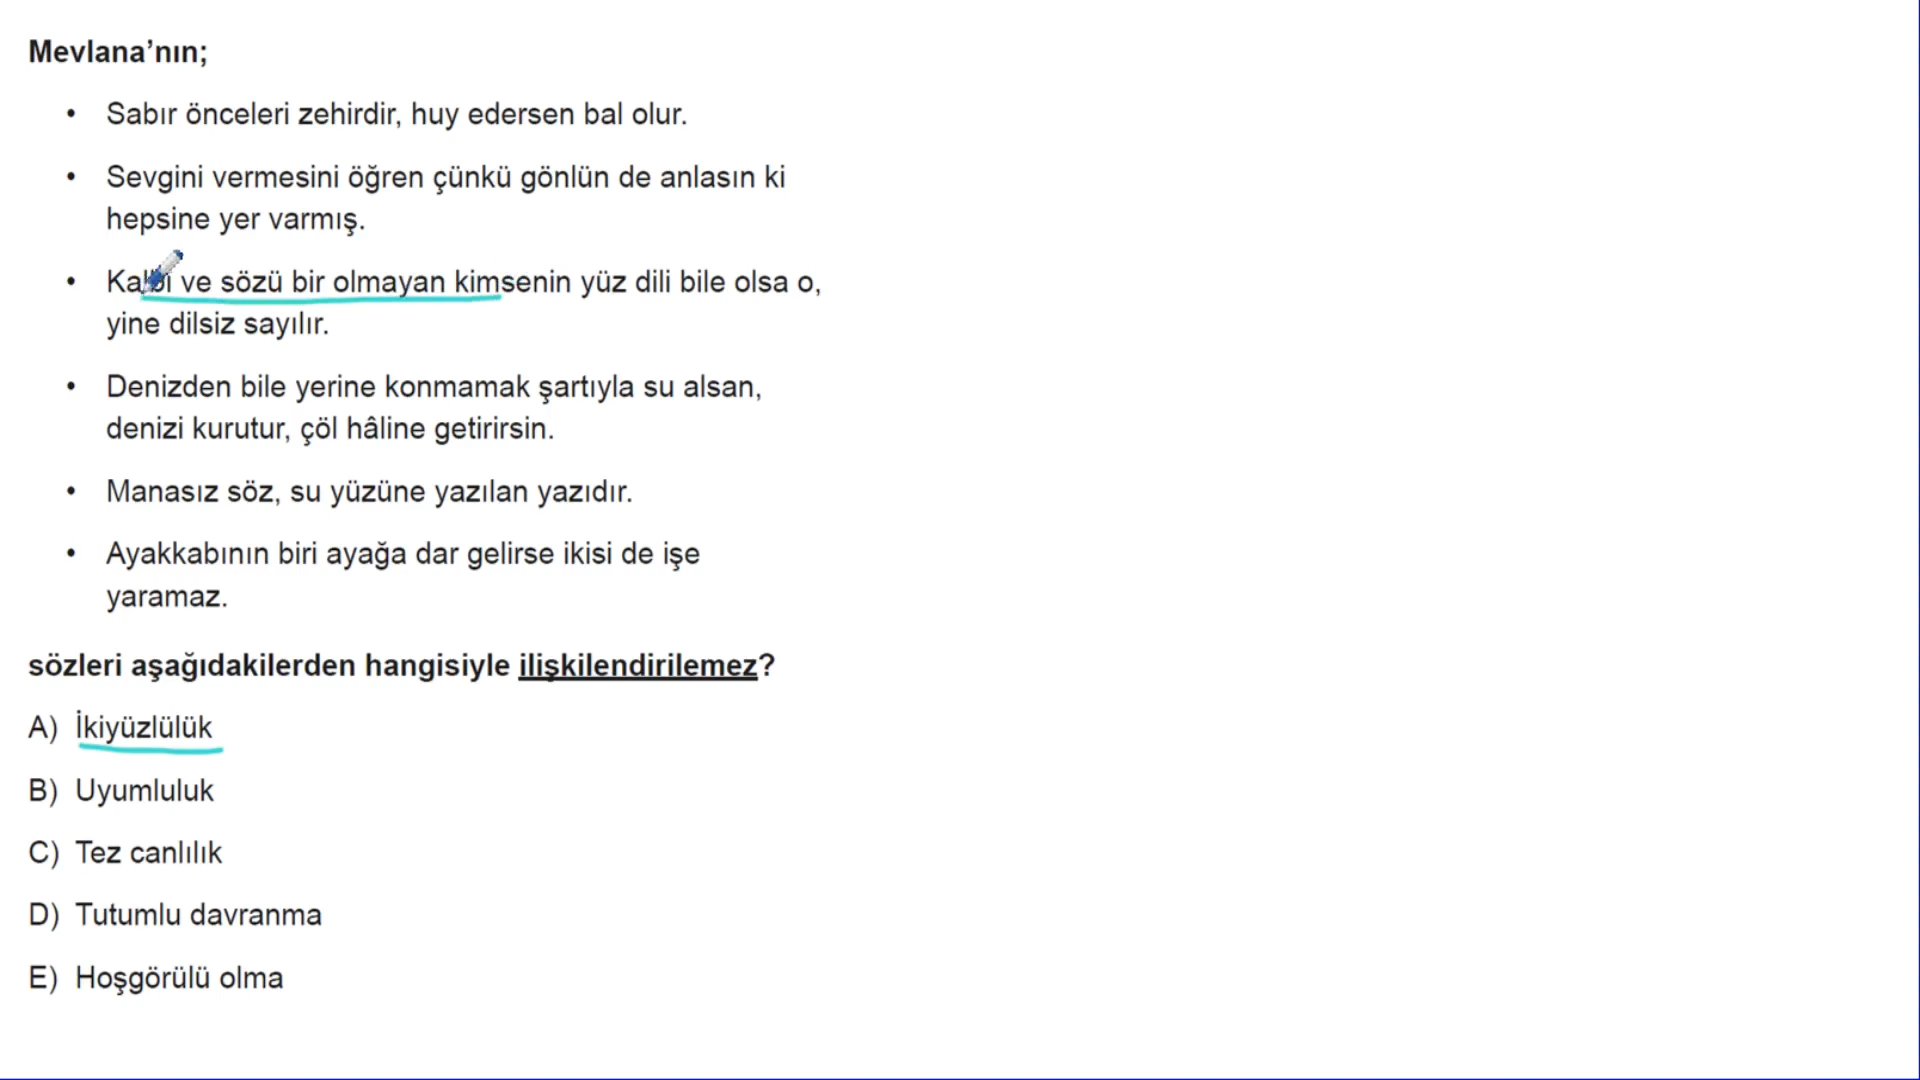 Mevlana’nın;
• Sabır önceleri zehirdir, huy edersen bal olur.
• Sevgini vermesini öğren çünkü gönlün de anlasın ki
hepsine yer varmış.
• Kalbi ve sözü bir olmayan kimsenin yüz dili bile olsa o,
yine dilsiz sayılır.
• Denizden bile yerine konmamak şartıyla su alsan,
denizi kurutur, çöl hâline getirirsin.
• Manasız söz, su yüzüne yazılan yazıdır.
• Ayakkabının biri ayağa dar gelirse ikisi de işe
yaramaz.
sözleri aşağıdakilerden hangisiyle ilişkilendirilemez?
A) İkiyüzlülük
B) Uyumluluk
C) Tez canlılık
D) Tutumlu davranma
E) Hoşgörülü olma